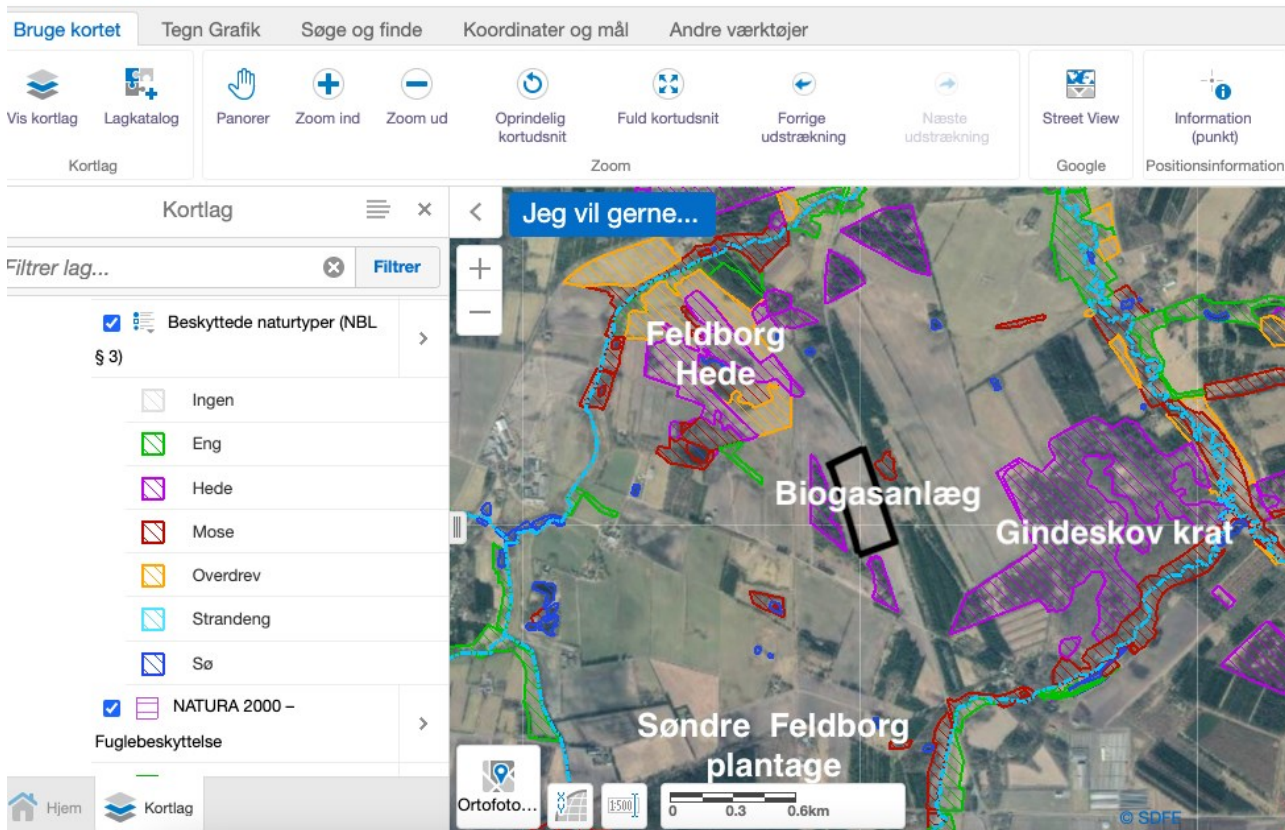 Bruge kortet
Tegn Grafik
Søge og finde
Koordinater og mål
Andre værktøjer
Vis kortlag
Lagkatalog
Panorer
Zoom ind
Zoom ud
Oprindelig
kortudsnit
Fuld kortudsnit
Forrige
udstrækning
Næste
udstrækning
Street View
Information
(punkt)
Kortlag
Zoom
Google
Positionsinformation
Kortlag
Jeg vil gerne...
Filtrer lag...
Filtrer
Beskyttede naturtyper (NBL
§ 3)
Ingen
Eng
Hede
Mose
Overdrev
Strandeng
Sø
NATURA 2000 –
Fuglebeskyttelse
Feldborg
Hede
Biogasanlæg
Gindeskov krat
Søndre Feldborg
plantage
Hjem
Kortlag
Ortofoto...
X
Y
1:500
0 0.3 0.6km
© SDFE